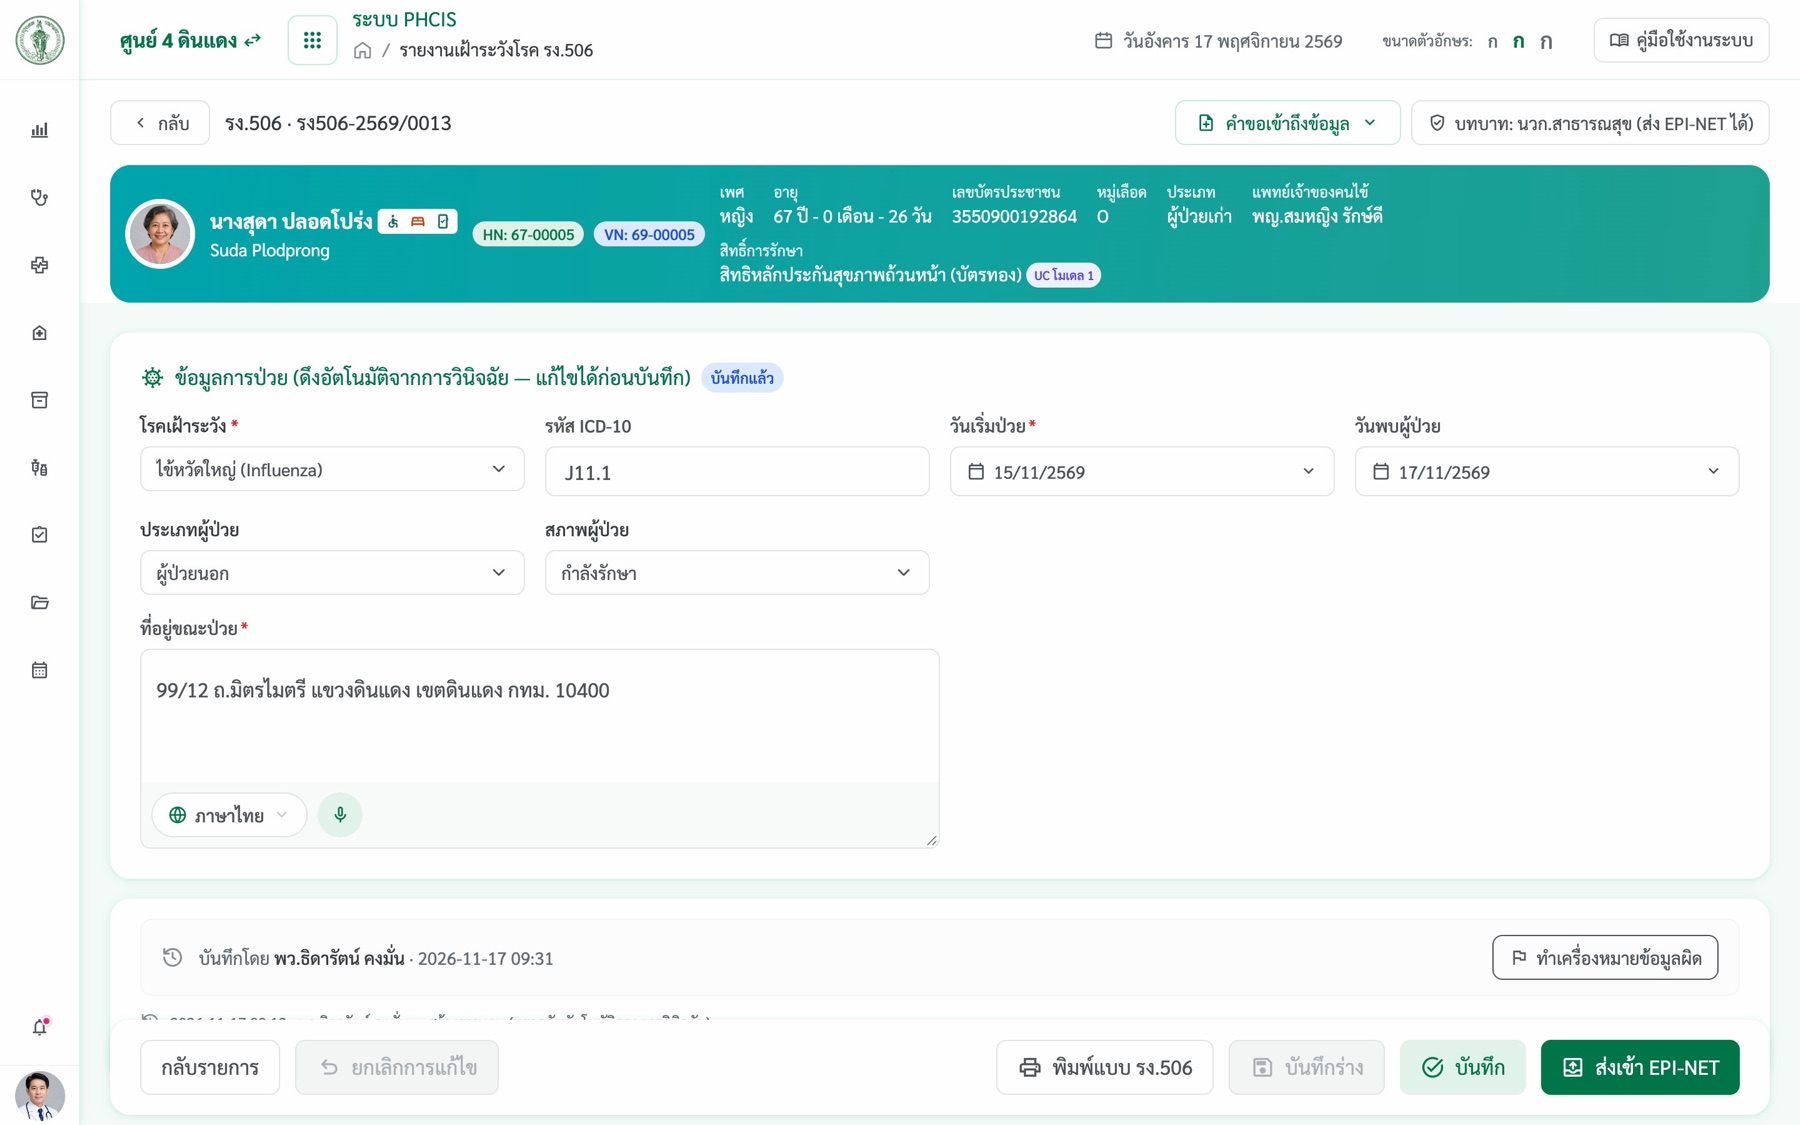 ศูนย์ 4 ดินแดง
ระบบ PHCIS
/ รายงานเฝ้าระวังโรค รง.506
วันอังคาร 17 พฤศจิกายน 2569
ขนาดตัวอักษร: ก ก ก
คู่มือใช้งานระบบ
กลับ
รง.506 · รง506-2569/0013
คำขอเข้าถึงข้อมูล
บทบาท: นวก.สาธารณสุข (ส่ง EPI-NET ได้)
นางสุดา ปลอดโปร่ง
Suda Plodprong
HN: 67-00005
VN: 69-00005
เพศ
หญิง
อายุ
67 ปี - 0 เดือน - 26 วัน
เลขบัตรประชาชน
3550900192864
หมู่เลือด
O
ประเภท
ผู้ป่วยเก่า
แพทย์เจ้าของคนไข้
พญ.สมหญิง รักษ์ดี
สิทธิ์การรักษา
สิทธิหลักประกันสุขภาพถ้วนหน้า (บัตรทอง) UC โมเดล 1
ข้อมูลการป่วย (ดึงอัตโนมัติจากการวินิจฉัย — แก้ไขได้ก่อนบันทึก) บันทึกแล้ว
โรคเฝ้าระวัง *
ไข้หวัดใหญ่ (Influenza)
รหัส ICD-10
J11.1
วันเริ่มป่วย *
15/11/2569
วันพบผู้ป่วย
17/11/2569
ประเภทผู้ป่วย
ผู้ป่วยนอก
สภาพผู้ป่วย
กำลังรักษา
ที่อยู่ขณะป่วย *
99/12 ถ.มิตรไมตรี แขวงดินแดง เขตดินแดง กทม. 10400
ภาษาไทย
บันทึกโดย พว.ธิดารัตน์ คงมั่น · 2026-11-17 09:31
ทำเครื่องหมายข้อมูลผิด
กลับรายการ
ยกเลิกการแก้ไข
พิมพ์แบบ รง.506
บันทึกร่าง
บันทึก
ส่งเข้า EPI-NET